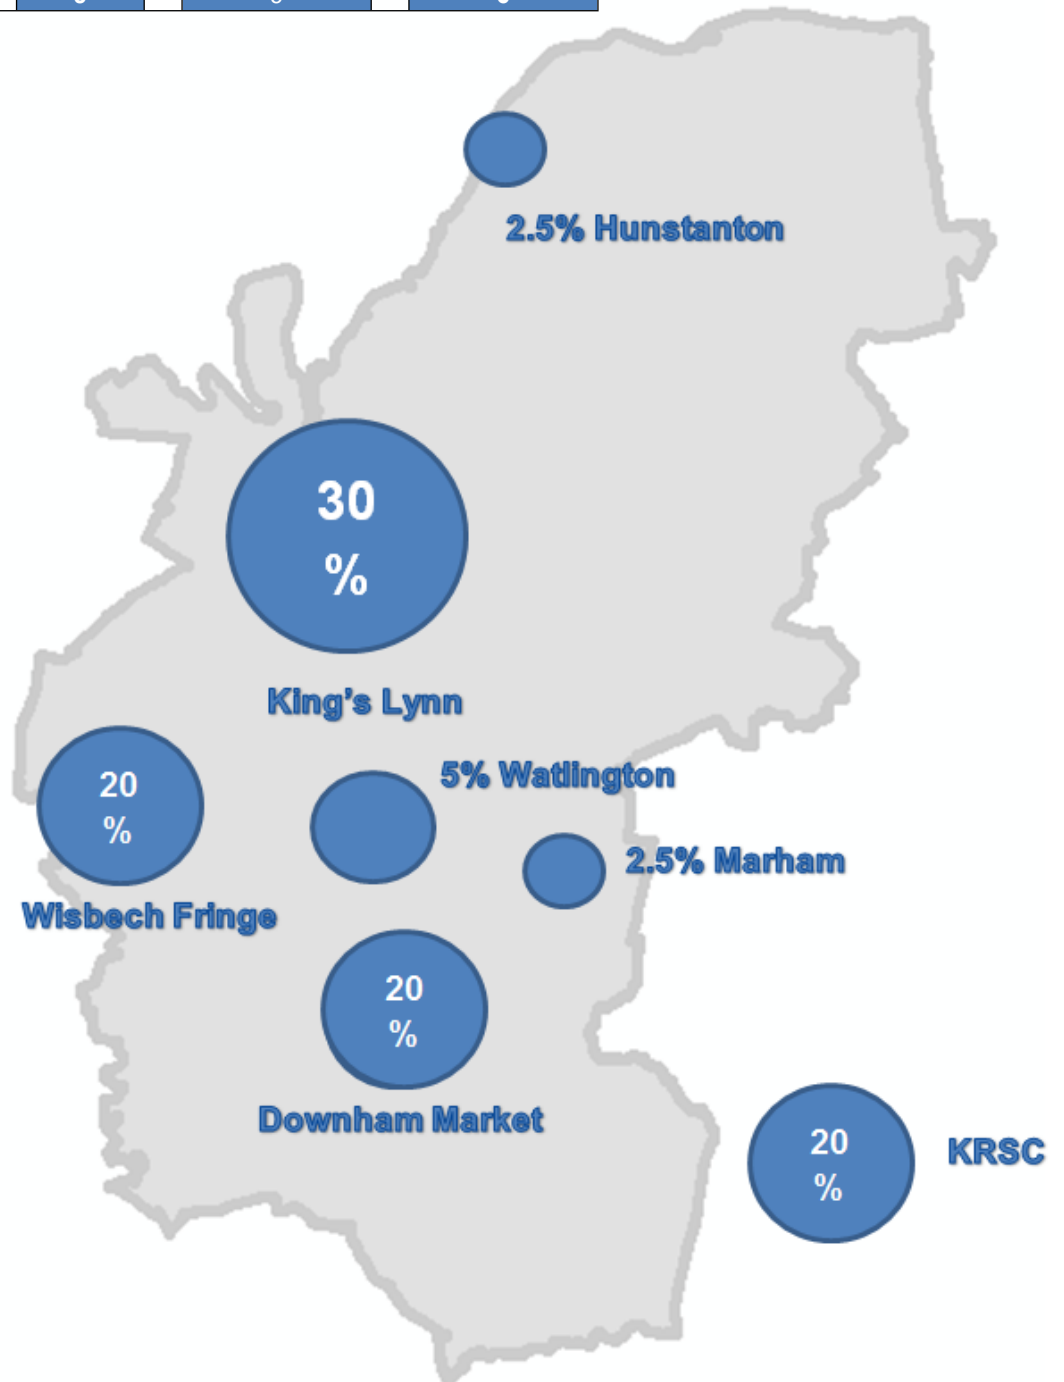 2.5% Hunstanton
30
%
King's Lynn
5% Watlington
20
%
2.5% Marham
Wisbech Fringe
20
%
Downham Market
20
%
KRSC